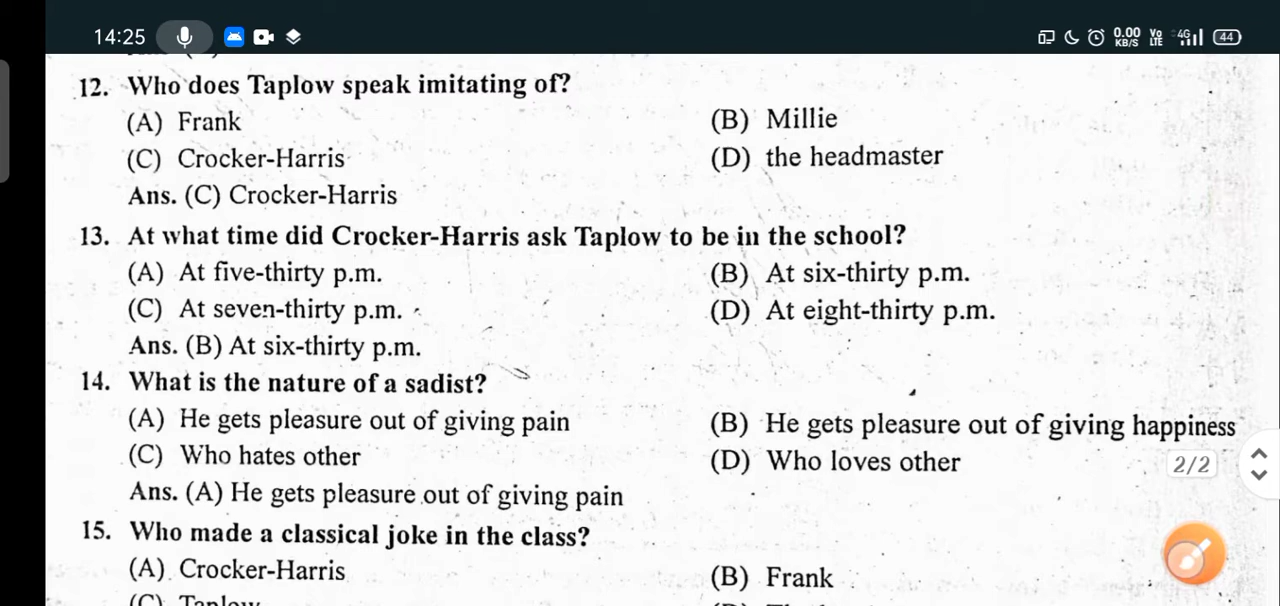 14:25 0.00 KB/S Vo LTE 4G 44
12. Who does Taplow speak imitating of?
(A) Frank (B) Millie
(C) Crocker-Harris (D) the headmaster
Ans. (C) Crocker-Harris
13. At what time did Crocker-Harris ask Taplow to be in the school?
(A) At five-thirty p.m. (B) At six-thirty p.m.
(C) At seven-thirty p.m. (D) At eight-thirty p.m.
Ans. (B) At six-thirty p.m.
14. What is the nature of a sadist?
(A) He gets pleasure out of giving pain (B) He gets pleasure out of giving happiness
(C) Who hates other (D) Who loves other
2/2
Ans. (A) He gets pleasure out of giving pain
15. Who made a classical joke in the class?
(A) Crocker-Harris (B) Frank
(C) Taplow